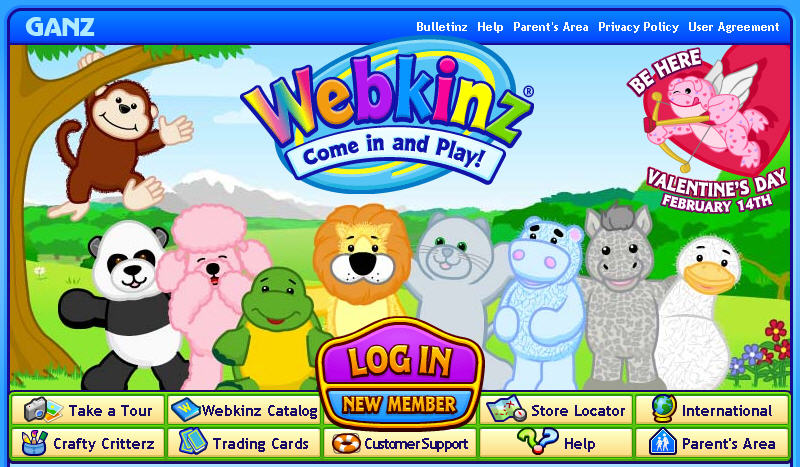 GANZ
Bulletinz Help Parent's Area Privacy Policy User Agreement
Webkinz®
Come in and Play!
BE HERE
VALENTINE'S DAY
FEBRUARY 14TH
LOG IN
NEW MEMBER
Take a Tour
Webkinz Catalog
Store Locator
International
Crafty Critterz
Trading Cards
Customer Support
Help
Parent's Area